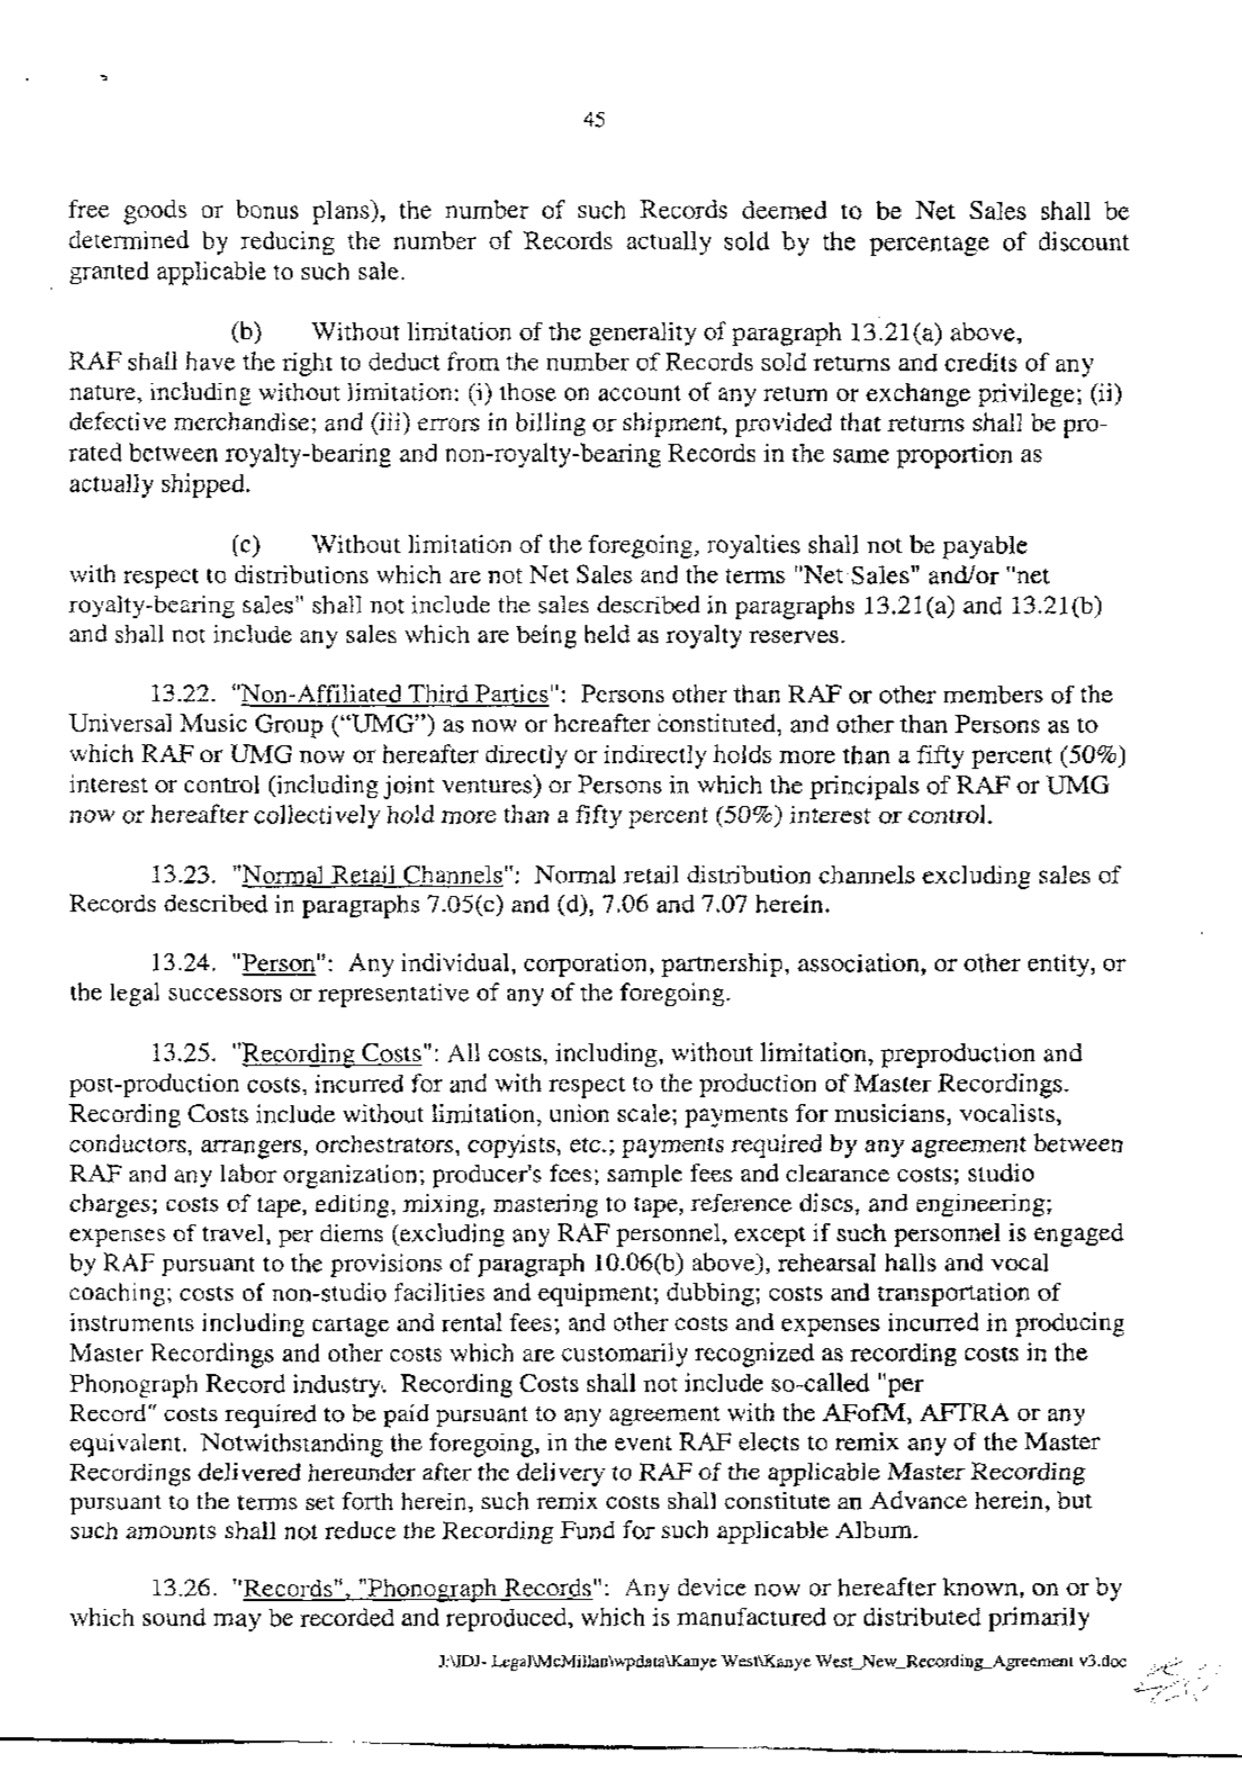 45
free goods or bonus plans), the number of such Records deemed to be Net Sales shall be
determined by reducing the number of Records actually sold by the percentage of discount
granted applicable to such sale.
(b) Without limitation of the generality of paragraph 13.21(a) above,
RAF shall have the right to deduct from the number of Records sold returns and credits of any
nature, including without limitation: (i) those on account of any return or exchange privilege; (ii)
defective merchandise; and (iii) errors in billing or shipment, provided that returns shall be pro-
rated between royalty-bearing and non-royalty-bearing Records in the same proportion as
actually shipped.
(c) Without limitation of the foregoing, royalties shall not be payable
with respect to distributions which are not Net Sales and the terms "Net Sales" and/or "net
royalty-bearing sales" shall not include the sales described in paragraphs 13.21(a) and 13.21(b)
and shall not include any sales which are being held as royalty reserves.
13.22. "Non-Affiliated Third Parties": Persons other than RAF or other members of the
Universal Music Group ("UMG") as now or hereafter constituted, and other than Persons as to
which RAF or UMG now or hereafter directly or indirectly holds more than a fifty percent (50%)
interest or control (including joint ventures) or Persons in which the principals of RAF or UMG
now or hereafter collectively hold more than a fifty percent (50%) interest or control.
13.23. "Normal Retail Channels": Normal retail distribution channels excluding sales of
Records described in paragraphs 7.05(c) and (d), 7.06 and 7.07 herein.
13.24. "Person": Any individual, corporation, partnership, association, or other entity, or
the legal successors or representative of any of the foregoing.
13.25. "Recording Costs": All costs, including, without limitation, preproduction and
post-production costs, incurred for and with respect to the production of Master Recordings.
Recording Costs include without limitation, union scale; payments for musicians, vocalists,
conductors, arrangers, orchestrators, copyists, etc.; payments required by any agreement between
RAF and any labor organization; producer's fees; sample fees and clearance costs; studio
charges; costs of tape, editing, mixing, mastering to tape, reference discs, and engineering;
expenses of travel, per diems (excluding any RAF personnel, except if such personnel is engaged
by RAF pursuant to the provisions of paragraph 10.06(b) above), rehearsal halls and vocal
coaching; costs of non-studio facilities and equipment; dubbing; costs and transportation of
instruments including cartage and rental fees; and other costs and expenses incurred in producing
Master Recordings and other costs which are customarily recognized as recording costs in the
Phonograph Record industry. Recording Costs shall not include so-called "per
Record" costs required to be paid pursuant to any agreement with the AFofM, AFTRA or any
equivalent. Notwithstanding the foregoing, in the event RAF elects to remix any of the Master
Recordings delivered hereunder after the delivery to RAF of the applicable Master Recording
pursuant to the terms set forth herein, such remix costs shall constitute an Advance herein, but
such amounts shall not reduce the Recording Fund for such applicable Album.
13.26. "Records", "Phonograph Records": Any device now or hereafter known, on or by
which sound may be recorded and reproduced, which is manufactured or distributed primarily
J:\IDJ- Legal\McMillan\wpdata\Kanye West\Kanye West_New_Recording_Agreement v3.doc